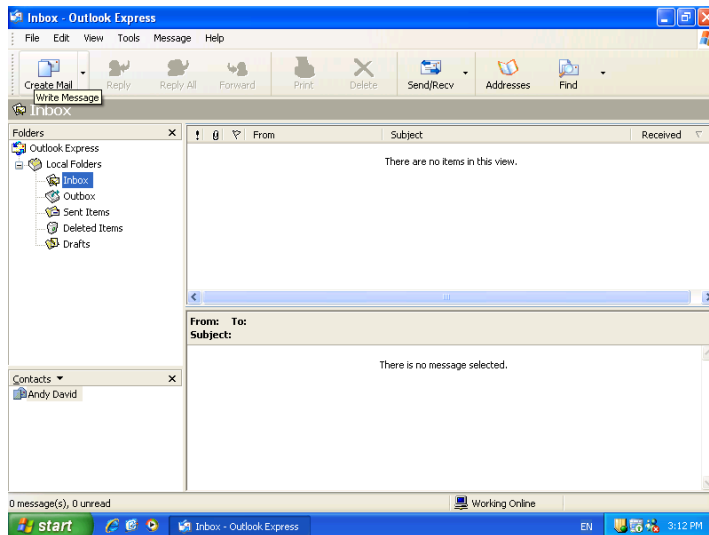 Inbox - Outlook Express
File Edit View Tools Message Help
Create Mail Reply Reply All Forward Print Delete Send/Recv Addresses Find
Write Message
Inbox
Folders
Outlook Express
Local Folders
Inbox
Outbox
Sent Items
Deleted Items
Drafts
! From Subject Received
There are no items in this view.
From: To:
Subject:
There is no message selected.
Contacts
Andy David
0 message(s), 0 unread Working Online
start Inbox - Outlook Express EN 3:12 PM